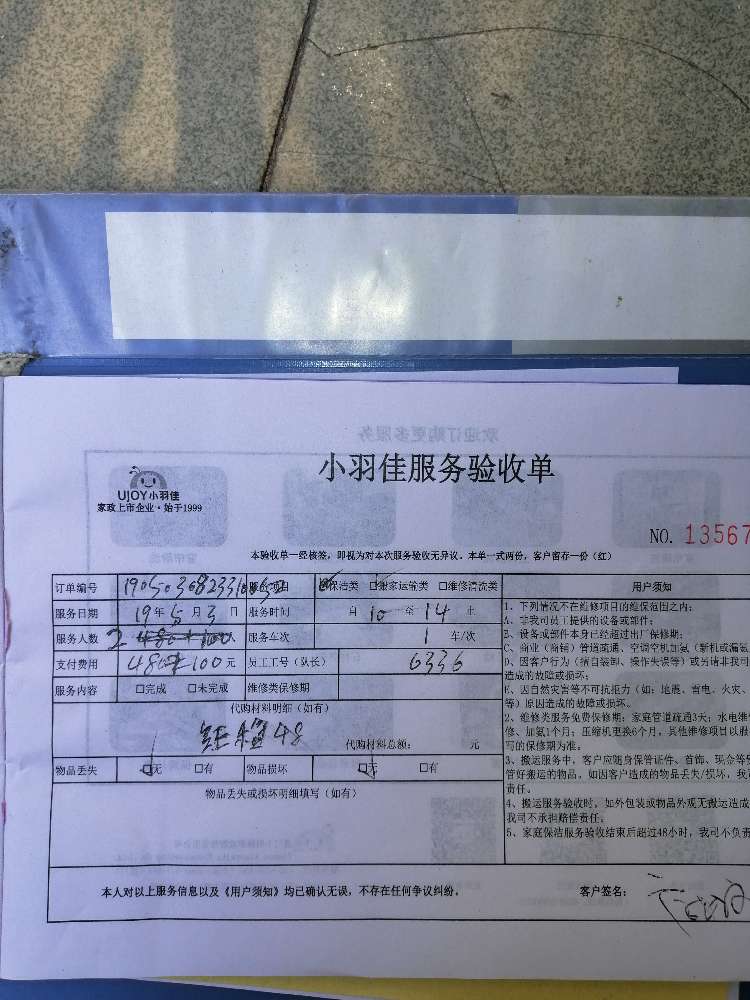 欢迎订购更多服务
小羽佳服务验收单
UJOY小羽佳
家政上市企业·始于1999
NO. 13567
本验收单一经核签，即视为对本次服务验收无异议。本单一式两份，客户留存一份（红）
订单编号 服务项目 ☑保洁类 □搬家运输类 □维修清洗类
服务日期 19年5月3日 服务时间 自10至14止
服务人数 2 服务车次 1 车/次
支付费用 480+100元 员工工号（队长） 6336
服务内容 □完成 □未完成 维修类保修期
代购材料明细（如有）
48
代购材料总额： 元
物品丢失 ☑无 □有 物品损坏 ☑无 □有
物品丢失或损坏明细填写（如有）
用户须知
1、下列情况不在维修项目的维保范围之内：
A、非我司员工提供的设备或部件；
B、设备或部件本身已经超过出厂保修期；
C、商业（商铺）管道疏通、空调空机加氨（新机或漏氨
D、因客户行为（擅自装卸、操作失误等）或另请非我司
造成的故障或损坏；
E、因自然灾害等不可抗拒力（如：地震、雷电、火灾、
等）原因造成的故障或损坏。
2、维修类服务免费保修期：家庭管道疏通3天；水电维
修、加氨1个月；压缩机更换6个月，其他维修项目以服
写的保修期为准。
3、搬运服务中，客户应随身保管证件、首饰、现金等
管好搬运的物品，如因客户造成的物品丢失/损坏，我
责任。
4、搬运服务验收时，如外包装或物品外观无搬运造成
我司不承担赔偿责任；
5、家庭保洁服务验收结束后超过48小时，我司不负责
本人对以上服务信息以及《用户须知》均已确认无误，不存在任何争议纠纷。 客户签名：